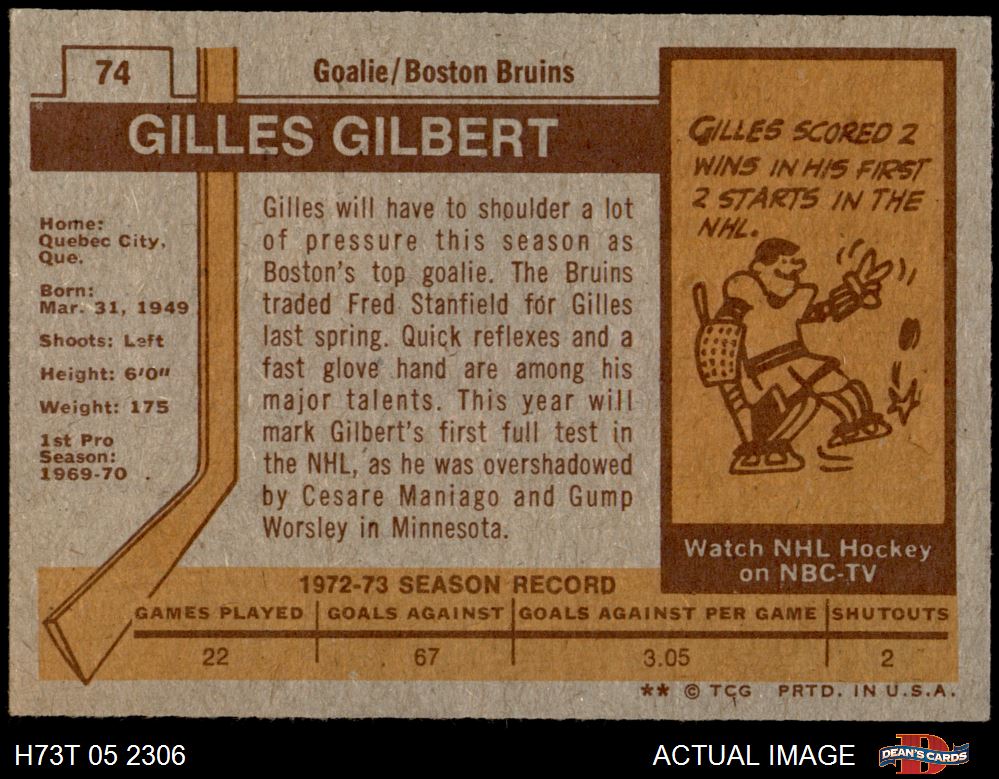 74
Goalie/Boston Bruins
GILLES GILBERT
Home:
Quebec City,
Que.
Born:
Mar. 31, 1949
Shoots: Left
Height: 6'0"
Weight: 175
1st Pro
Season:
1969-70
Gilles will have to shoulder a lot
of pressure this season as
Boston's top goalie. The Bruins
traded Fred Stanfield for Gilles
last spring. Quick reflexes and a
fast glove hand are among his
major talents. This year will
mark Gilbert's first full test in
the NHL, as he was overshadowed
by Cesare Maniago and Gump
Worsley in Minnesota.
GILLES SCORED 2
WINS IN HIS FIRST
2 STARTS IN THE
NHL.
Watch NHL Hockey
on NBC-TV
1972-73 SEASON RECORD
GAMES PLAYED GOALS AGAINST GOALS AGAINST PER GAME SHUTOUTS
22 67 3.05 2
** © TCG PRTD. IN U.S.A.
H73T 05 2306
ACTUAL IMAGE
DEAN'S CARDS